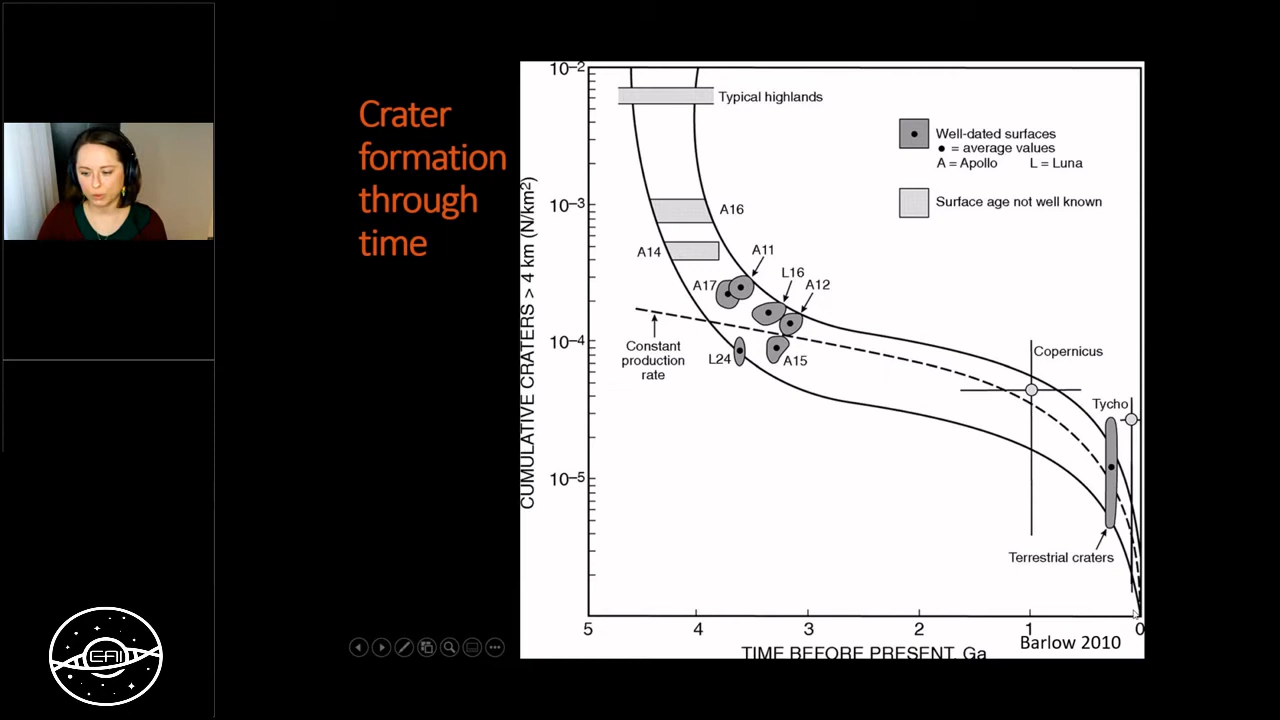 Crater
formation
through
time
CUMULATIVE CRATERS > 4 km (N/km²)
10–2
10–3
10–4
10–5
Typical highlands
Well-dated surfaces
• = average values
A = Apollo L = Luna
Surface age not well known
A16
A14
A11
A17
L16
A12
Constant
production
rate
L24
A15
Copernicus
Tycho
Terrestrial craters
5 4 3 2 1 0
TIME BEFORE PRESENT, Ga
Barlow 2010
EAI